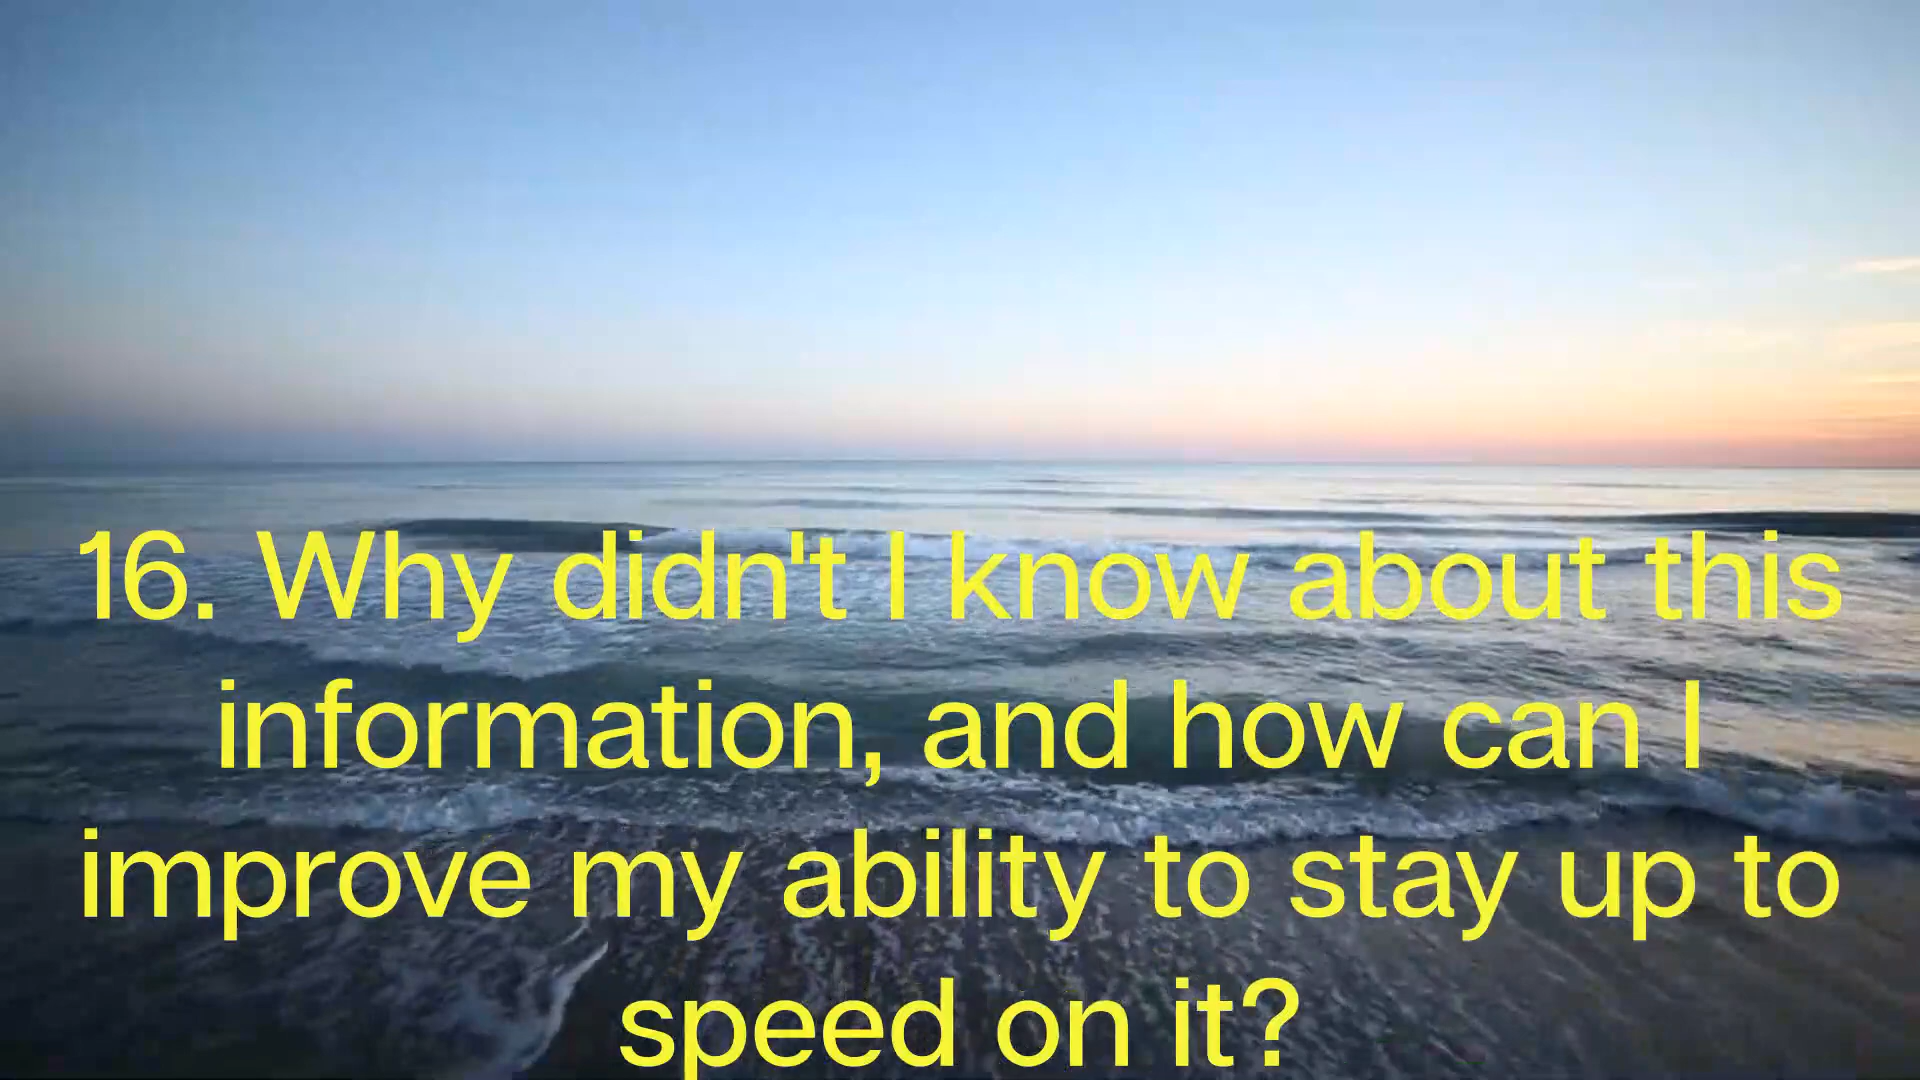 16. Why didn't I know about this
information, and how can I
improve my ability to stay up to
speed on it?